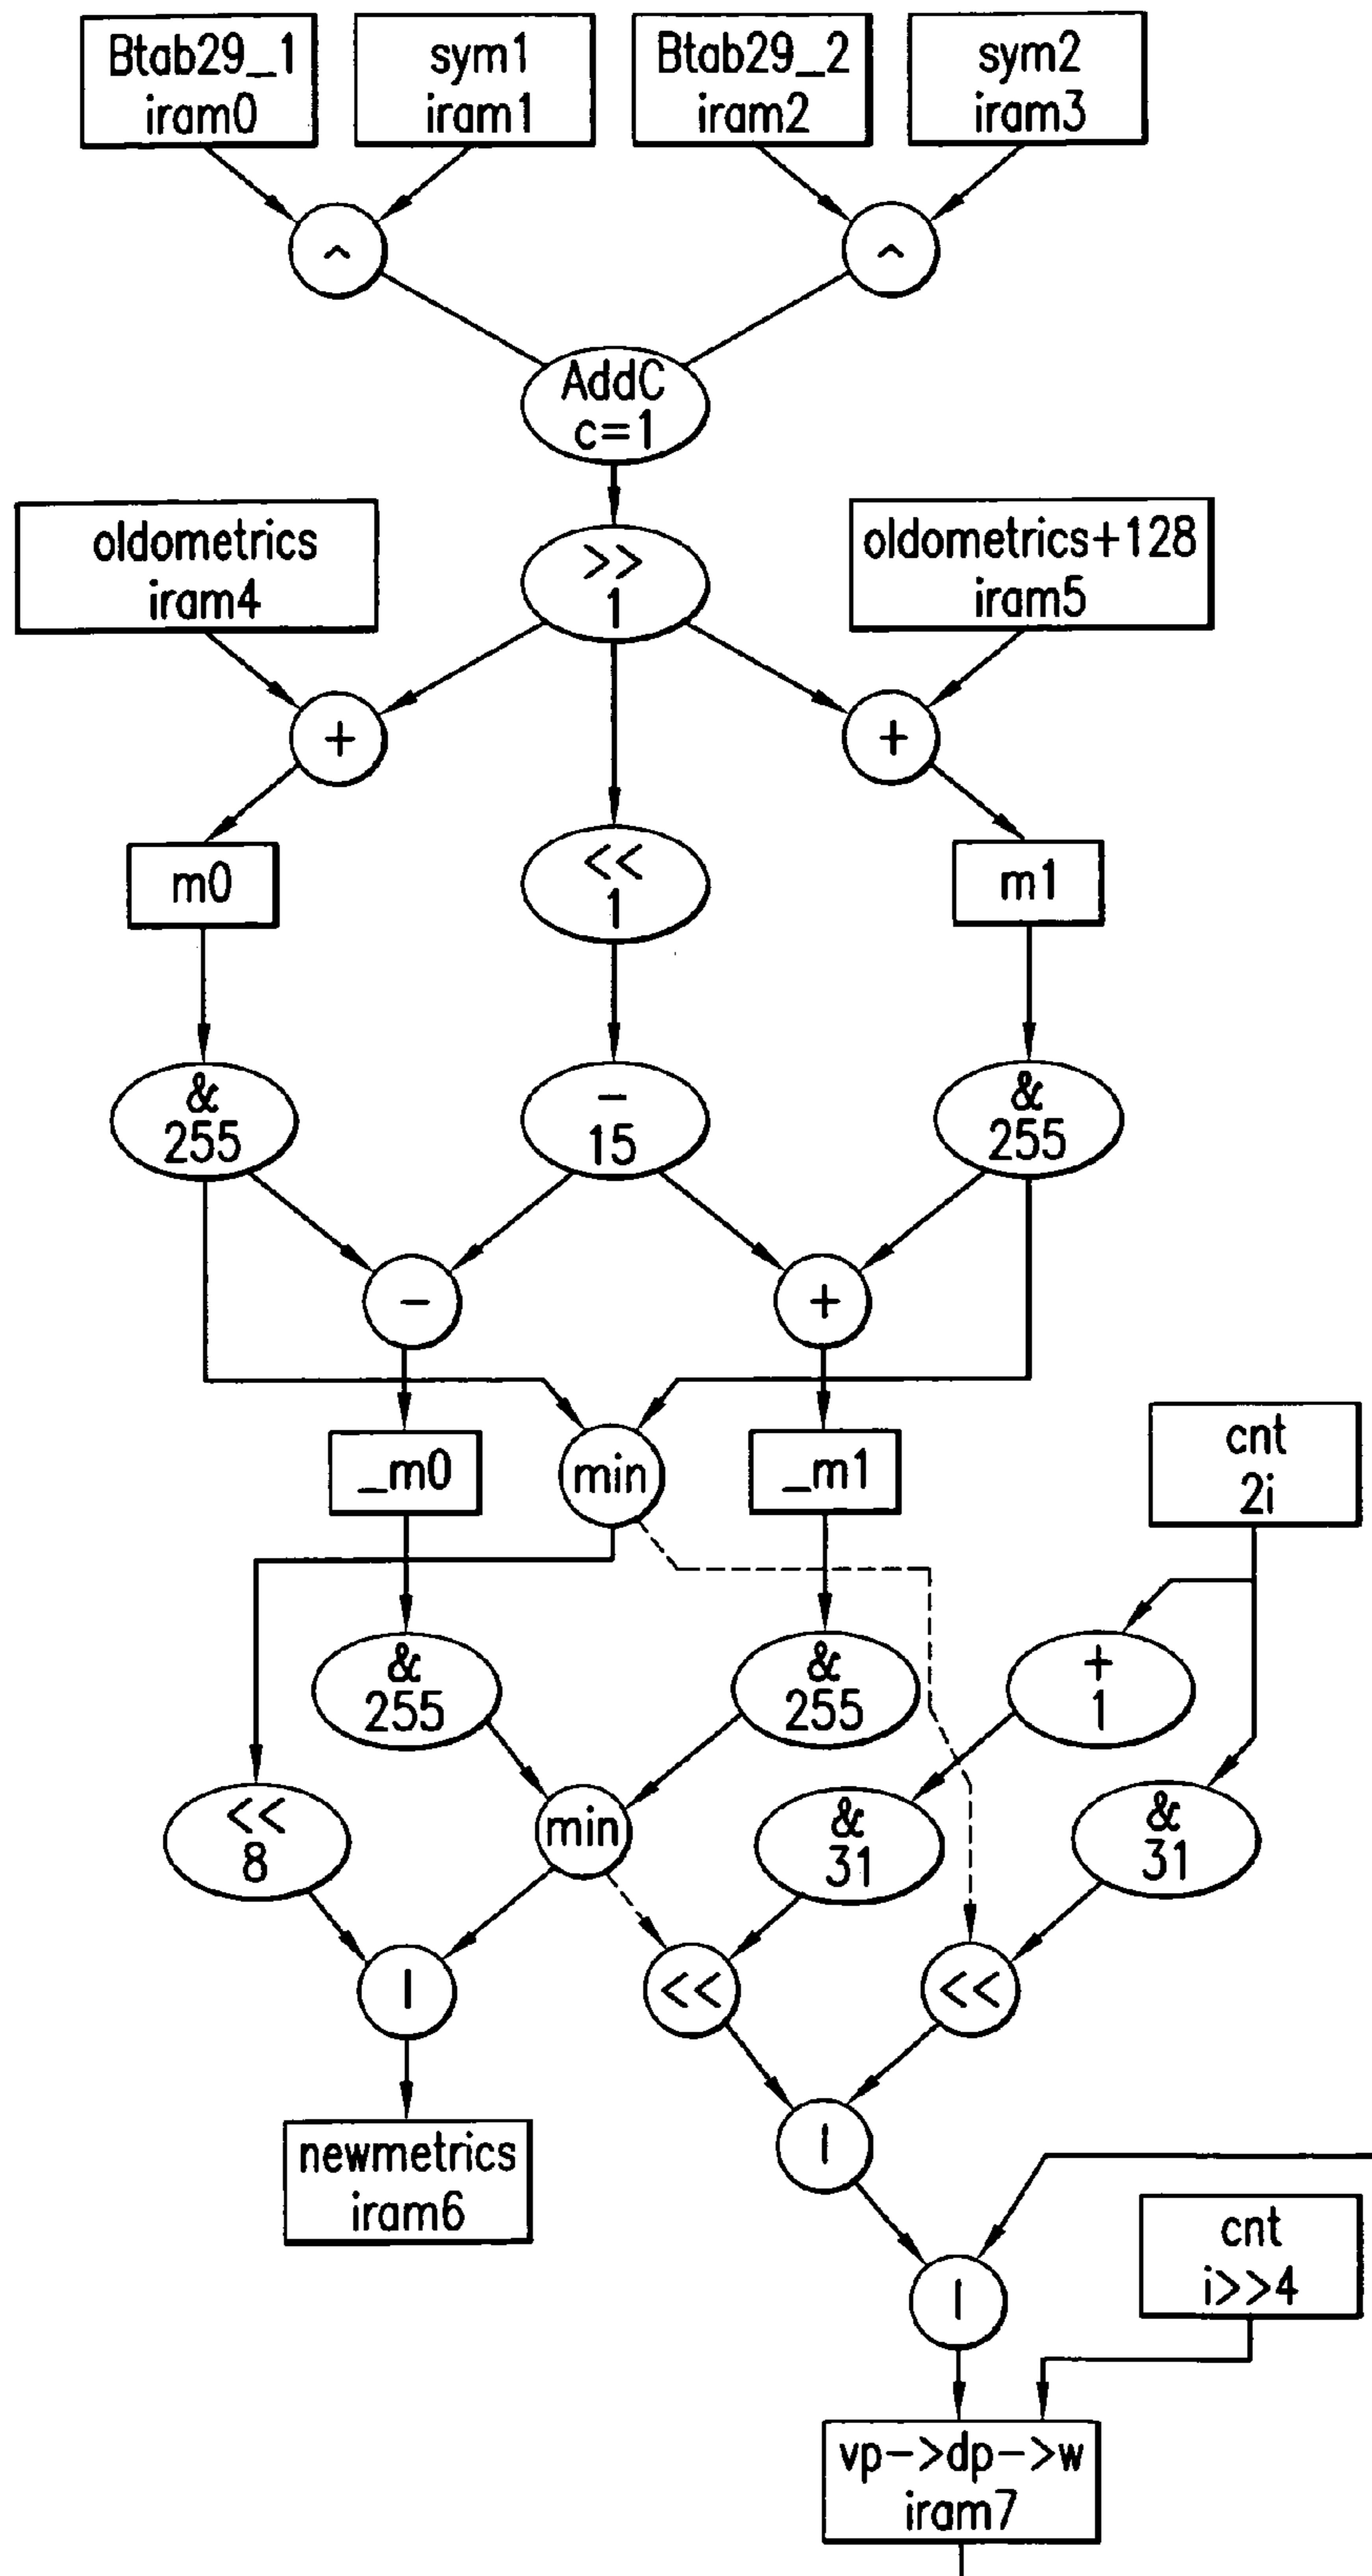 Btab29_1
iram0
sym1
iram1
Btab29_2
iram2
sym2
iram3
^
^
AddC
c=1
oldometrics
iram4
>>
1
oldometrics+128
iram5
+
+
m0
<<
1
m1
&
255
-
15
&
255
-
+
_m0
min
_m1
cnt
2i
&
255
&
255
+
1
<<
8
min
&
31
&
31
|
<<
<<
newmetrics
iram6
|
cnt
i>>4
|
vp->dp->w
iram7